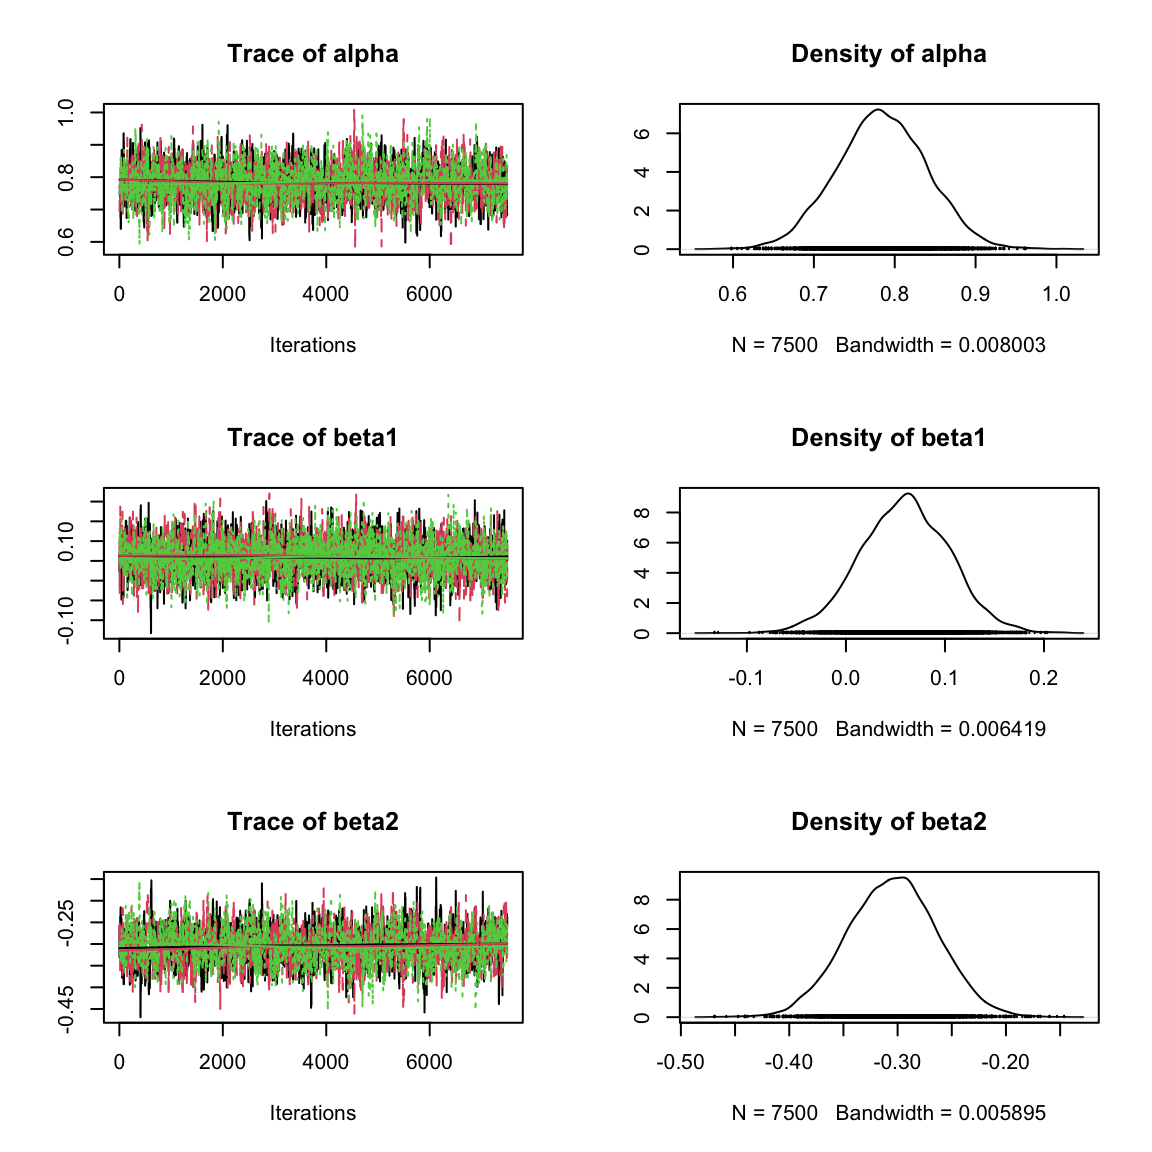 Trace of alpha
1.0
0.8
0.6
0 2000 4000 6000
Iterations
Density of alpha
6
4
2
0
0.6 0.7 0.8 0.9 1.0
N = 7500 Bandwidth = 0.008003
Trace of beta1
0.10
-0.10
0 2000 4000 6000
Iterations
Density of beta1
8
6
4
2
0
-0.1 0.0 0.1 0.2
N = 7500 Bandwidth = 0.006419
Trace of beta2
-0.25
-0.45
0 2000 4000 6000
Iterations
Density of beta2
8
6
4
2
0
-0.50 -0.40 -0.30 -0.20
N = 7500 Bandwidth = 0.005895